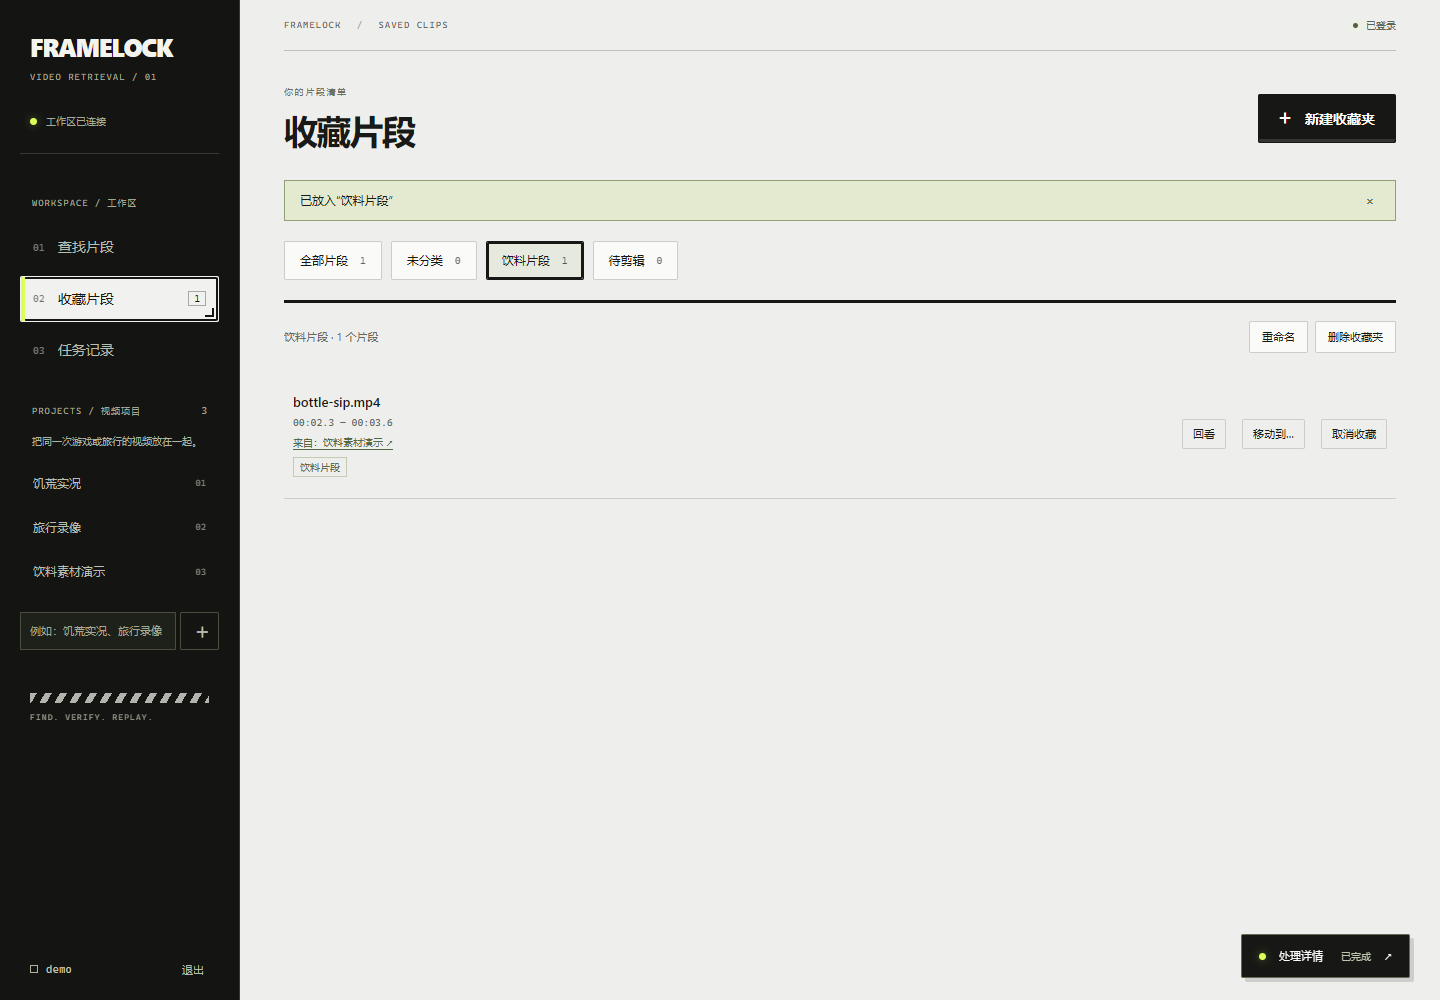 FRAMELOCK
VIDEO RETRIEVAL / 01
工作区已连接
WORKSPACE / 工作区
01 查找片段
02 收藏片段 1
03 任务记录
PROJECTS / 视频项目 3
把同一次游戏或旅行的视频放在一起。
饥荒实况 01
旅行录像 02
饮料素材演示 03
例如：饥荒实况、旅行录像 +
FIND. VERIFY. REPLAY.
demo 退出
FRAMELOCK / SAVED CLIPS 已登录
你的片段清单
收藏片段
+ 新建收藏夹
已放入“饮料片段” ×
全部片段 1 未分类 0 饮料片段 1 待剪辑 0
饮料片段 · 1 个片段 重命名 删除收藏夹
bottle-sip.mp4
00:02.3 — 00:03.6
来自：饮料素材演示 ↗
饮料片段
回看 移动到... 取消收藏
处理详情 已完成 ↗